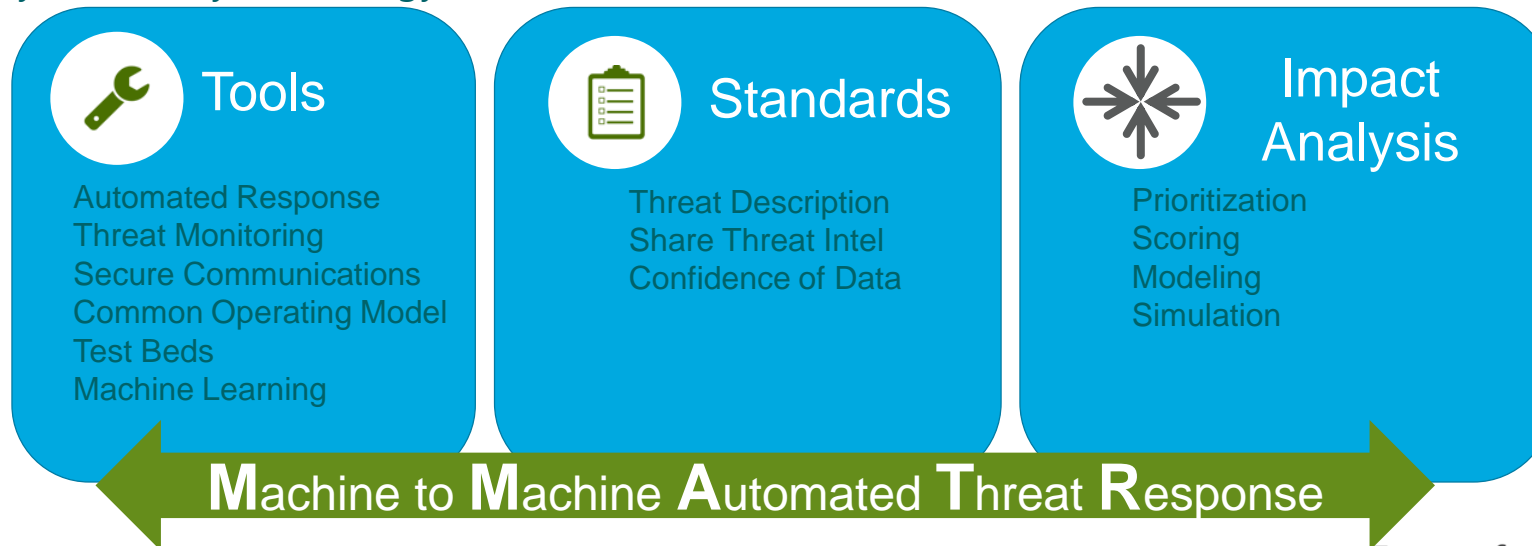 Tools
Automated Response
Threat Monitoring
Secure Communications
Common Operating Model
Test Beds
Machine Learning
Standards
Threat Description
Share Threat Intel
Confidence of Data
Impact
Analysis
Prioritization
Scoring
Modeling
Simulation
Machine to Machine Automated Threat Response